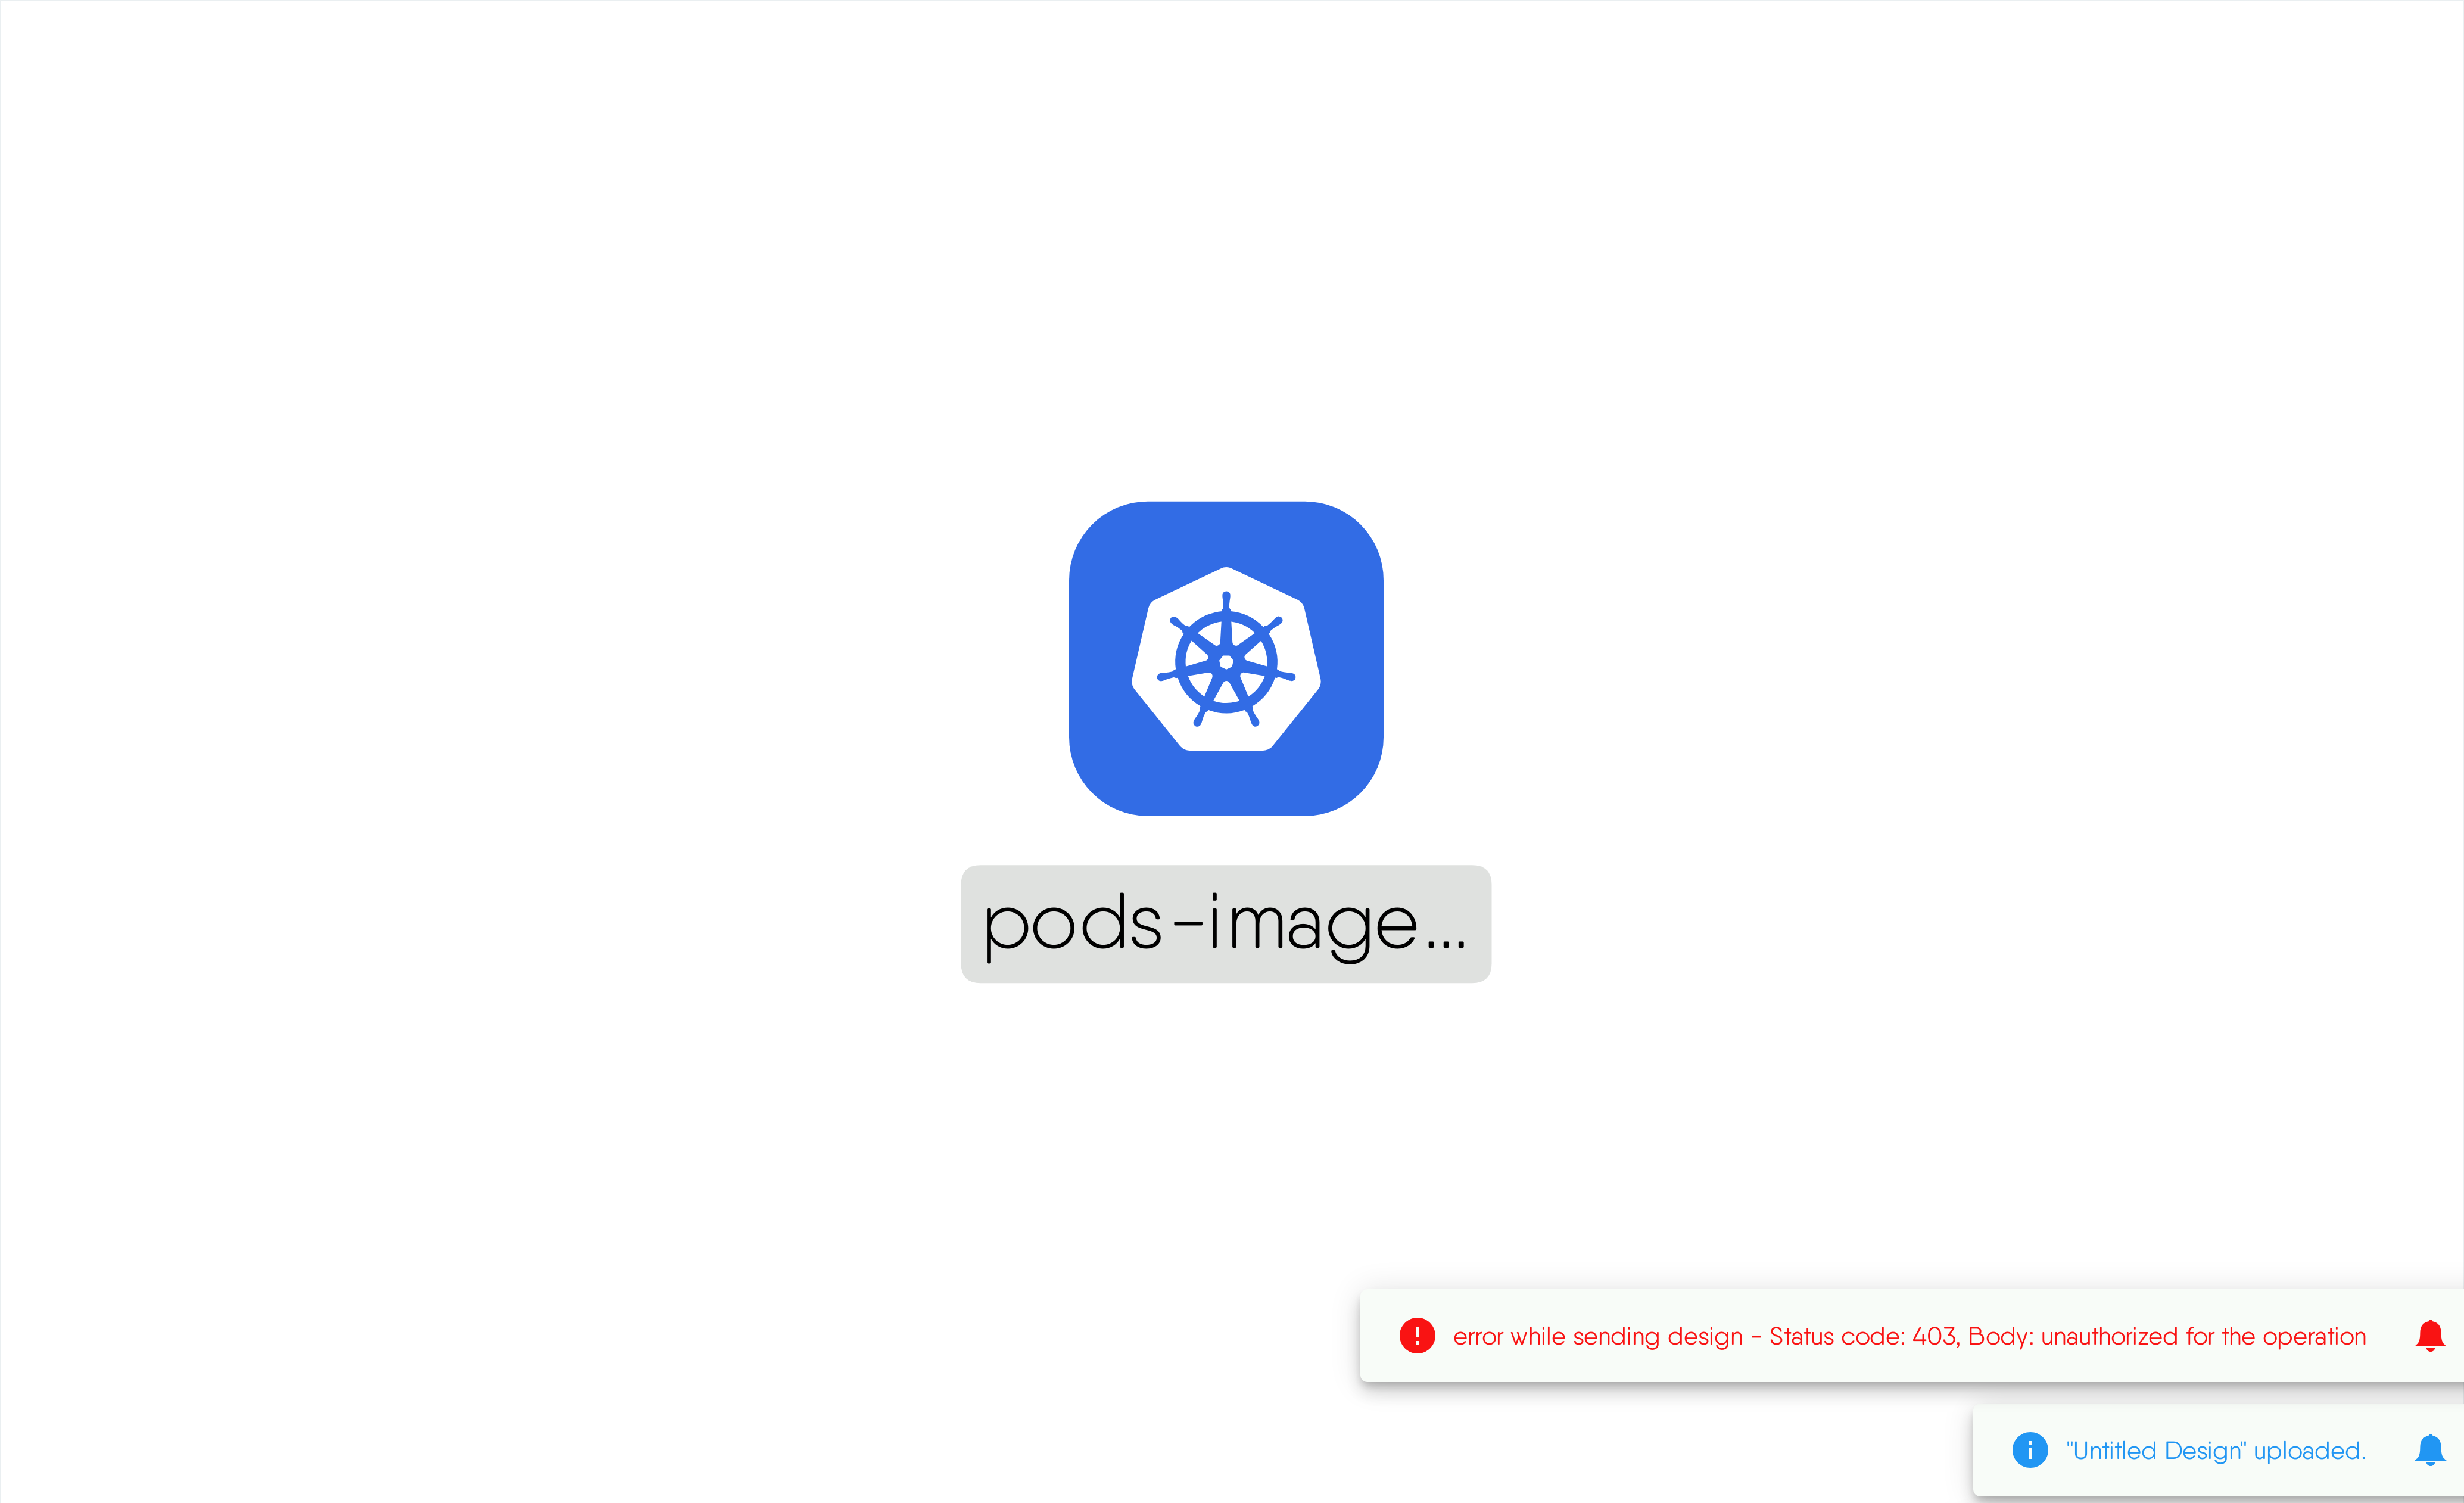 pods-image...
error while sending design - Status code: 403, Body: unauthorized for the operation
"Untitled Design" uploaded.